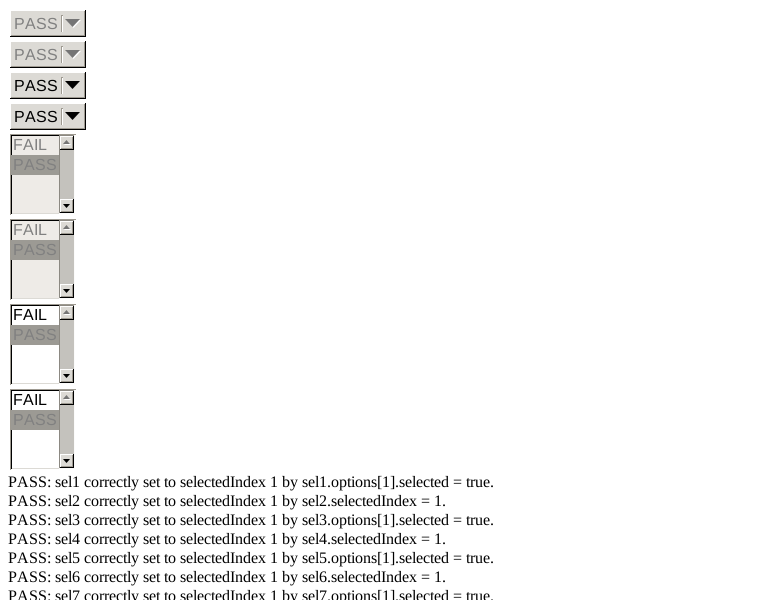 PASS
PASS
PASS
PASS
FAIL
PASS
FAIL
PASS
FAIL
PASS
FAIL
PASS
PASS: sel1 correctly set to selectedIndex 1 by sel1.options[1].selected = true.
PASS: sel2 correctly set to selectedIndex 1 by sel2.selectedIndex = 1.
PASS: sel3 correctly set to selectedIndex 1 by sel3.options[1].selected = true.
PASS: sel4 correctly set to selectedIndex 1 by sel4.selectedIndex = 1.
PASS: sel5 correctly set to selectedIndex 1 by sel5.options[1].selected = true.
PASS: sel6 correctly set to selectedIndex 1 by sel6.selectedIndex = 1.
PASS: sel7 correctly set to selectedIndex 1 by sel7.options[1].selected = true.